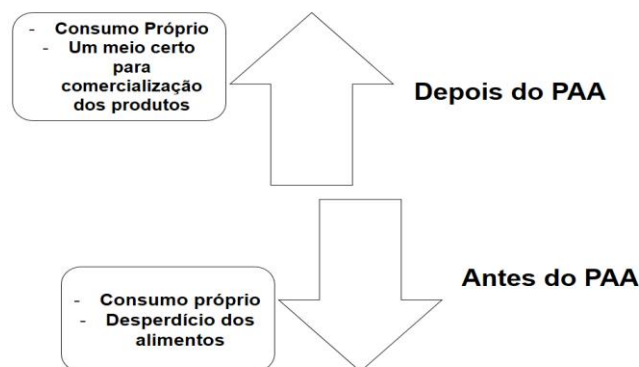 - Consumo Próprio
- Um meio certo
para
comercialização
dos produtos
Depois do PAA
Antes do PAA
- Consumo próprio
- Desperdício dos
alimentos